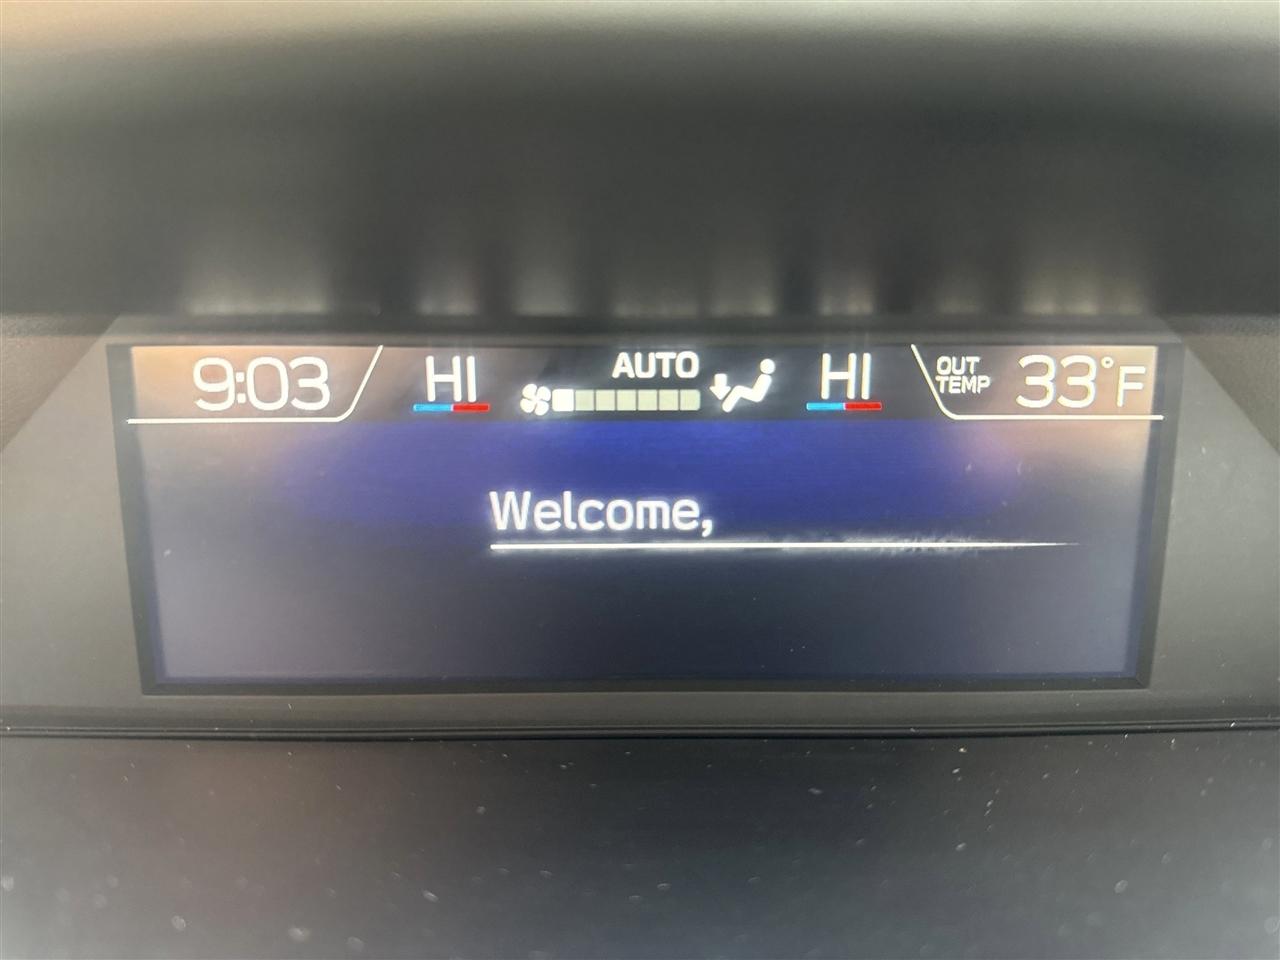 9:03 HI AUTO HI OUT TEMP 33°F
Welcome,